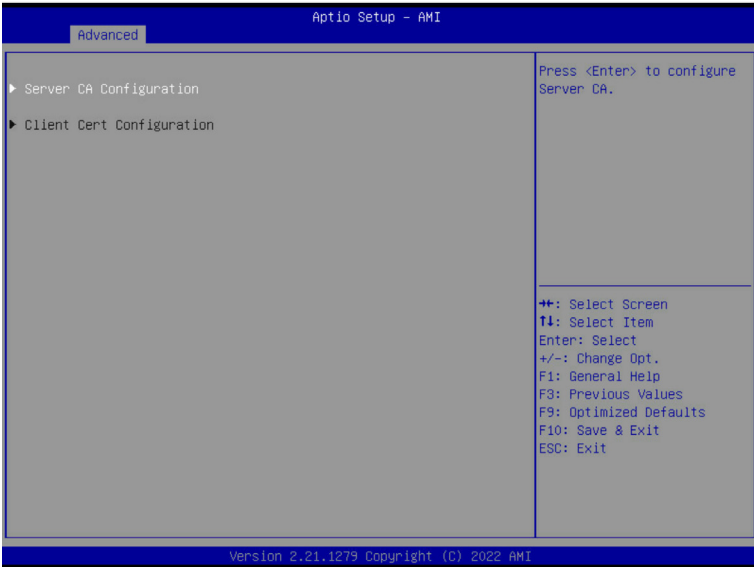 Aptio Setup – AMI
Advanced
▶ Server CA Configuration
▶ Client Cert Configuration
Press <Enter> to configure
Server CA.
→←: Select Screen
↑↓: Select Item
Enter: Select
+/-: Change Opt.
F1: General Help
F3: Previous Values
F9: Optimized Defaults
F10: Save & Exit
ESC: Exit
Version 2.21.1279 Copyright (C) 2022 AMI